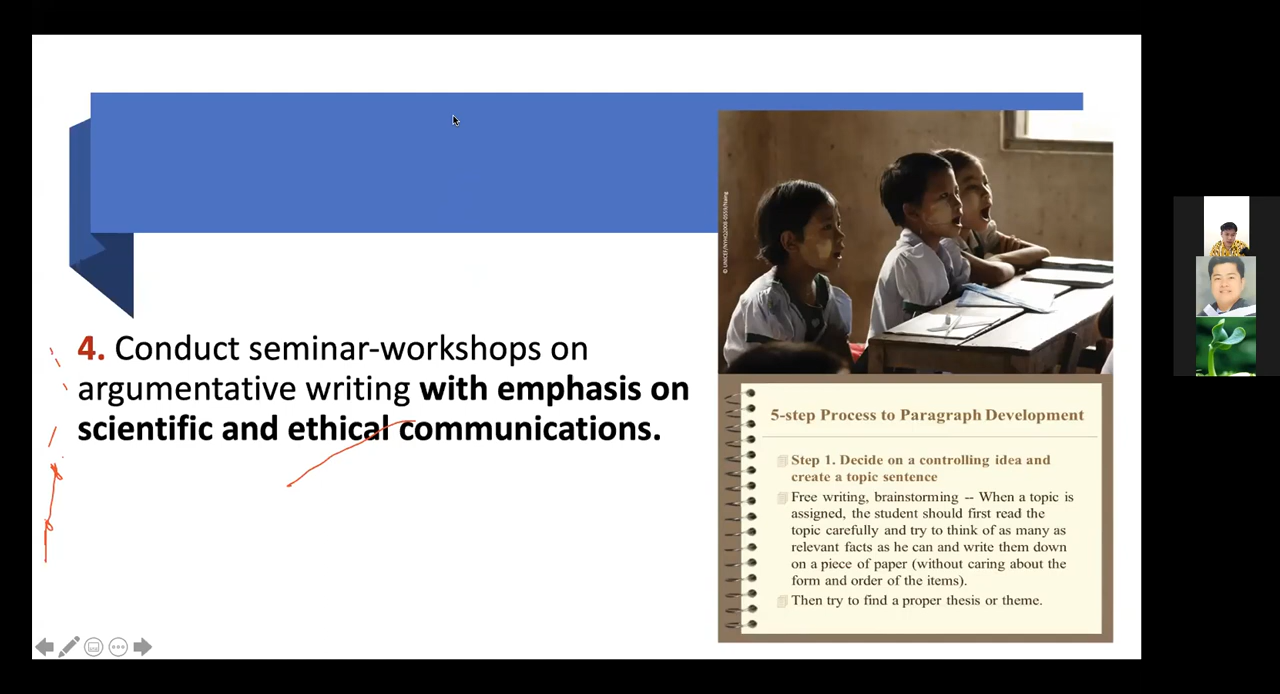 4. Conduct seminar-workshops on
argumentative writing with emphasis on
scientific and ethical communications.
5-step Process to Paragraph Development
Step 1. Decide on a controlling idea and
create a topic sentence
Free writing, brainstorming -- When a topic is
assigned, the student should first read the
topic carefully and try to think of as many as
relevant facts as he can and write them down
on a piece of paper (without caring about the
form and order of the items).
Then try to find a proper thesis or theme.